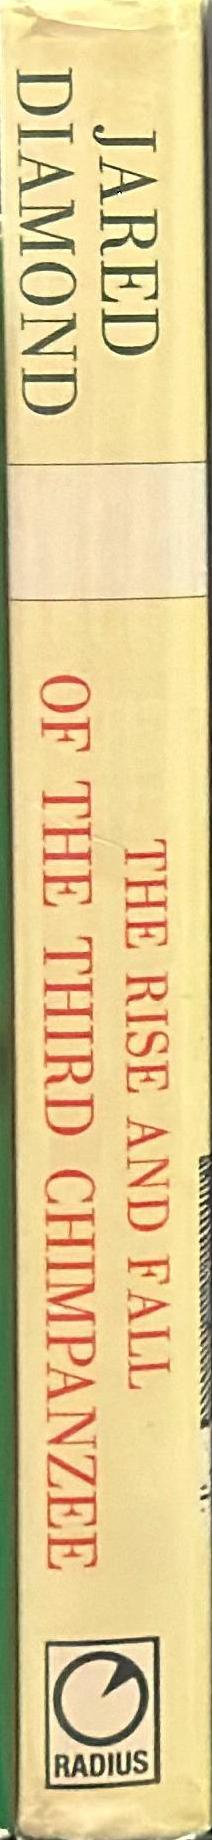 JARED
DIAMOND
THE RISE AND FALL
OF THE THIRD CHIMPANZEE
RADIUS